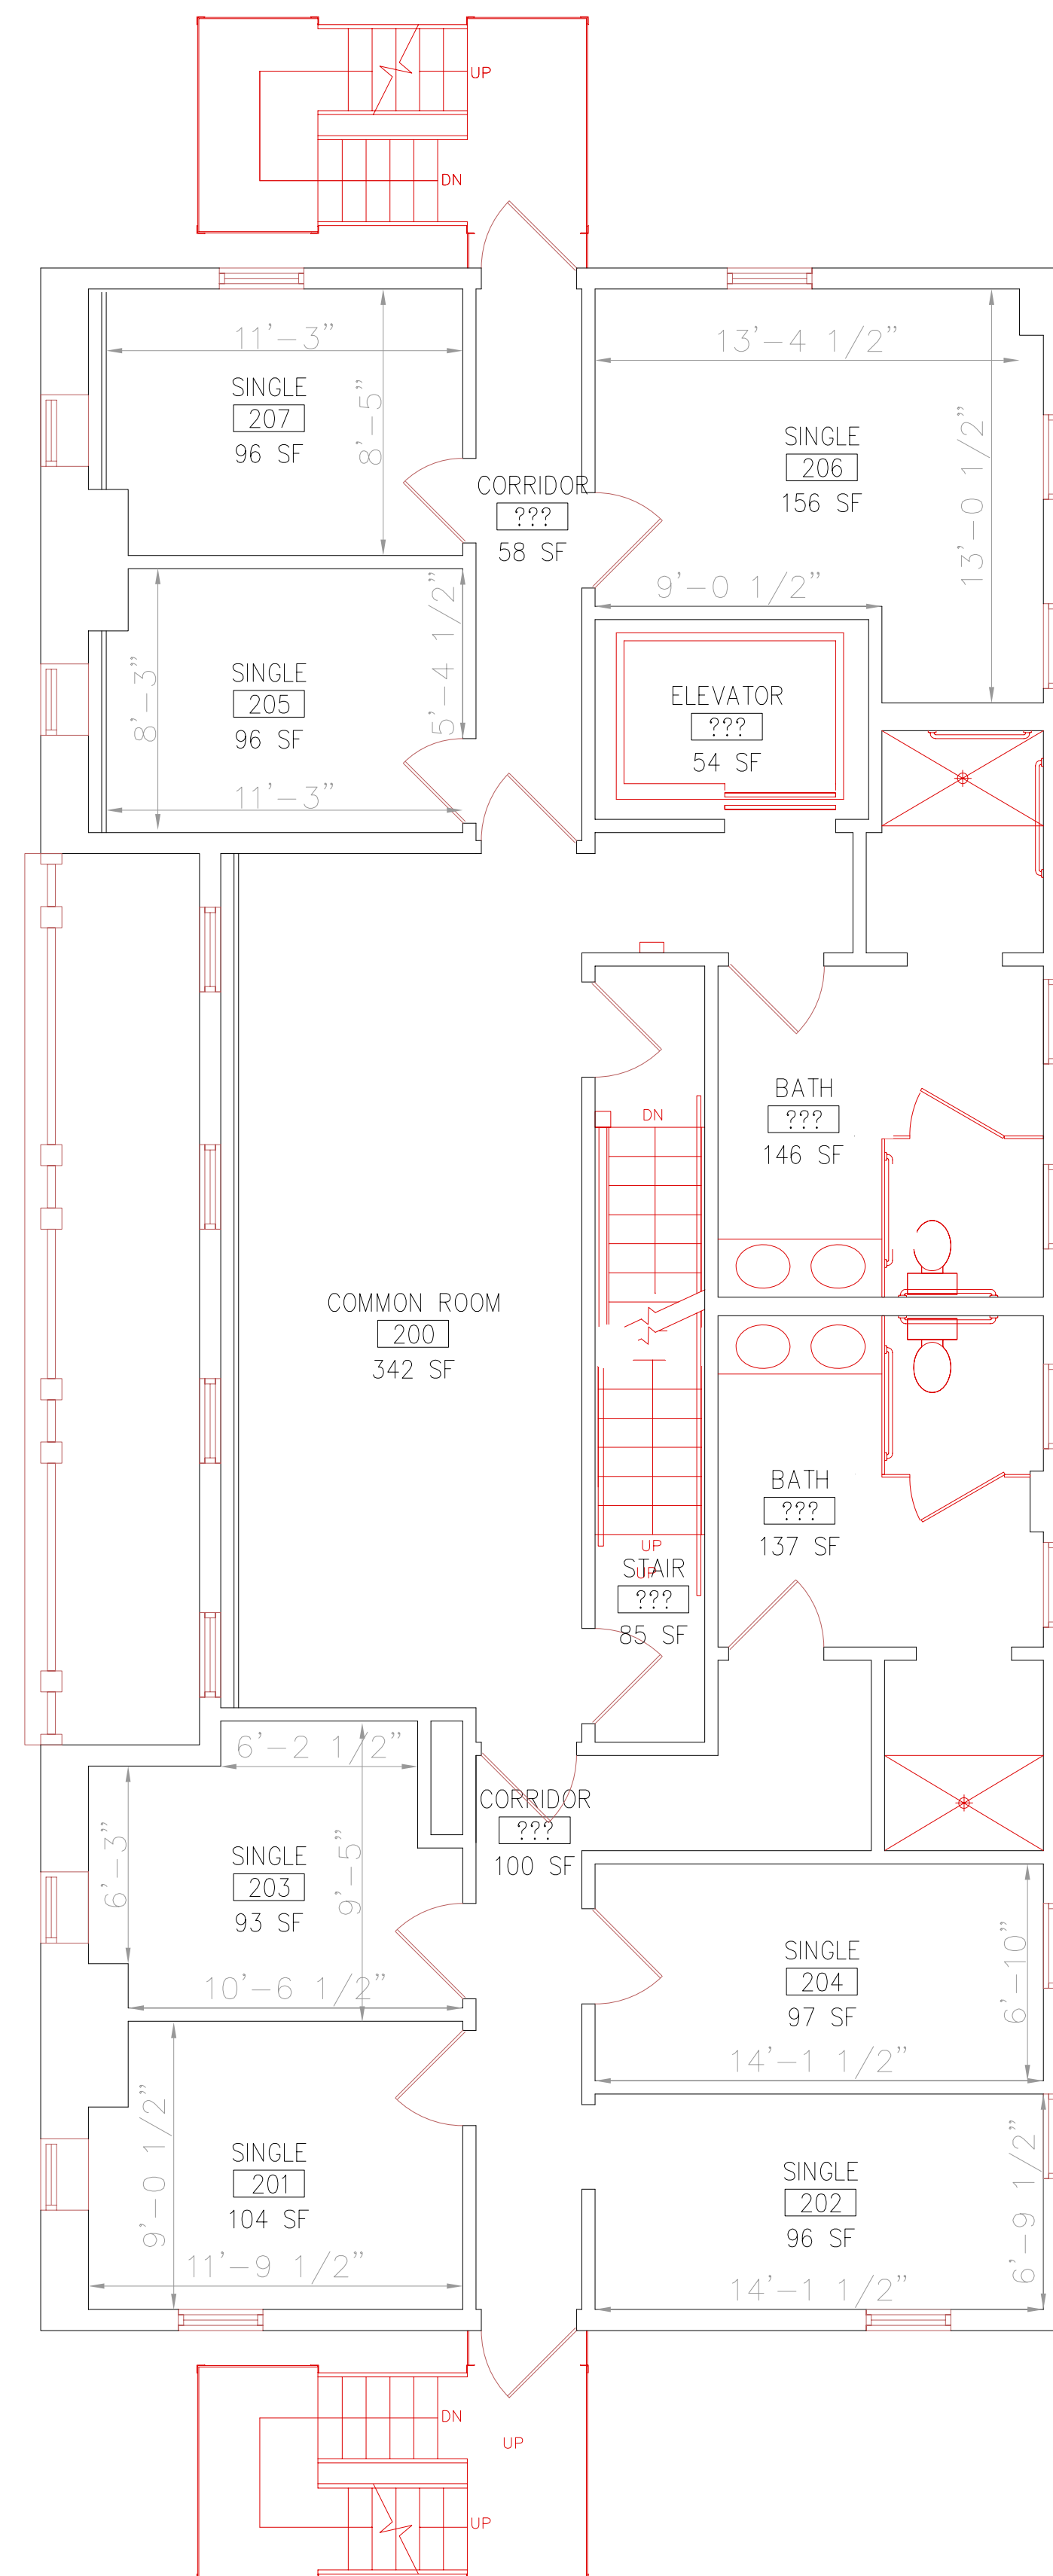 UP
DN
11'-3"
8'-5"
SINGLE
207
96 SF
13'-4 1/2"
13'-0 1/2"
SINGLE
206
156 SF
9'-0 1/2"
CORRIDOR
???
58 SF
8'-3"
5'-4 1/2"
SINGLE
205
96 SF
11'-3"
ELEVATOR
???
54 SF
BATH
???
146 SF
DN
COMMON ROOM
200
342 SF
BATH
???
137 SF
UP
UP
STAIR
???
85 SF
6'-2 1/2"
6'-3"
9'-5"
SINGLE
203
93 SF
10'-6 1/2"
CORRIDOR
???
100 SF
SINGLE
204
97 SF
6'-10"
14'-1 1/2"
9'-0 1/2"
SINGLE
201
104 SF
11'-9 1/2"
SINGLE
202
96 SF
6'-9 1/2"
14'-1 1/2"
DN
UP
UP